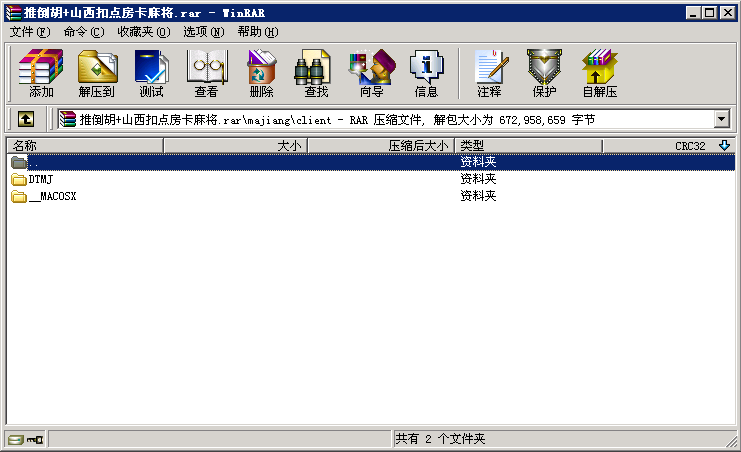 推倒胡+山西扣点房卡麻将.rar - WinRAR
文件(F) 命令(C) 收藏夹(O) 选项(N) 帮助(H)
添加 解压到 测试 查看 删除 查找 向导 信息 注释 保护 自解压
推倒胡+山西扣点房卡麻将.rar\majiang\client - RAR 压缩文件, 解包大小为 672,958,659 字节
名称 大小 压缩后大小 类型 CRC32
.. 资料夹
DTMJ 资料夹
__MACOSX 资料夹
共有 2 个文件夹